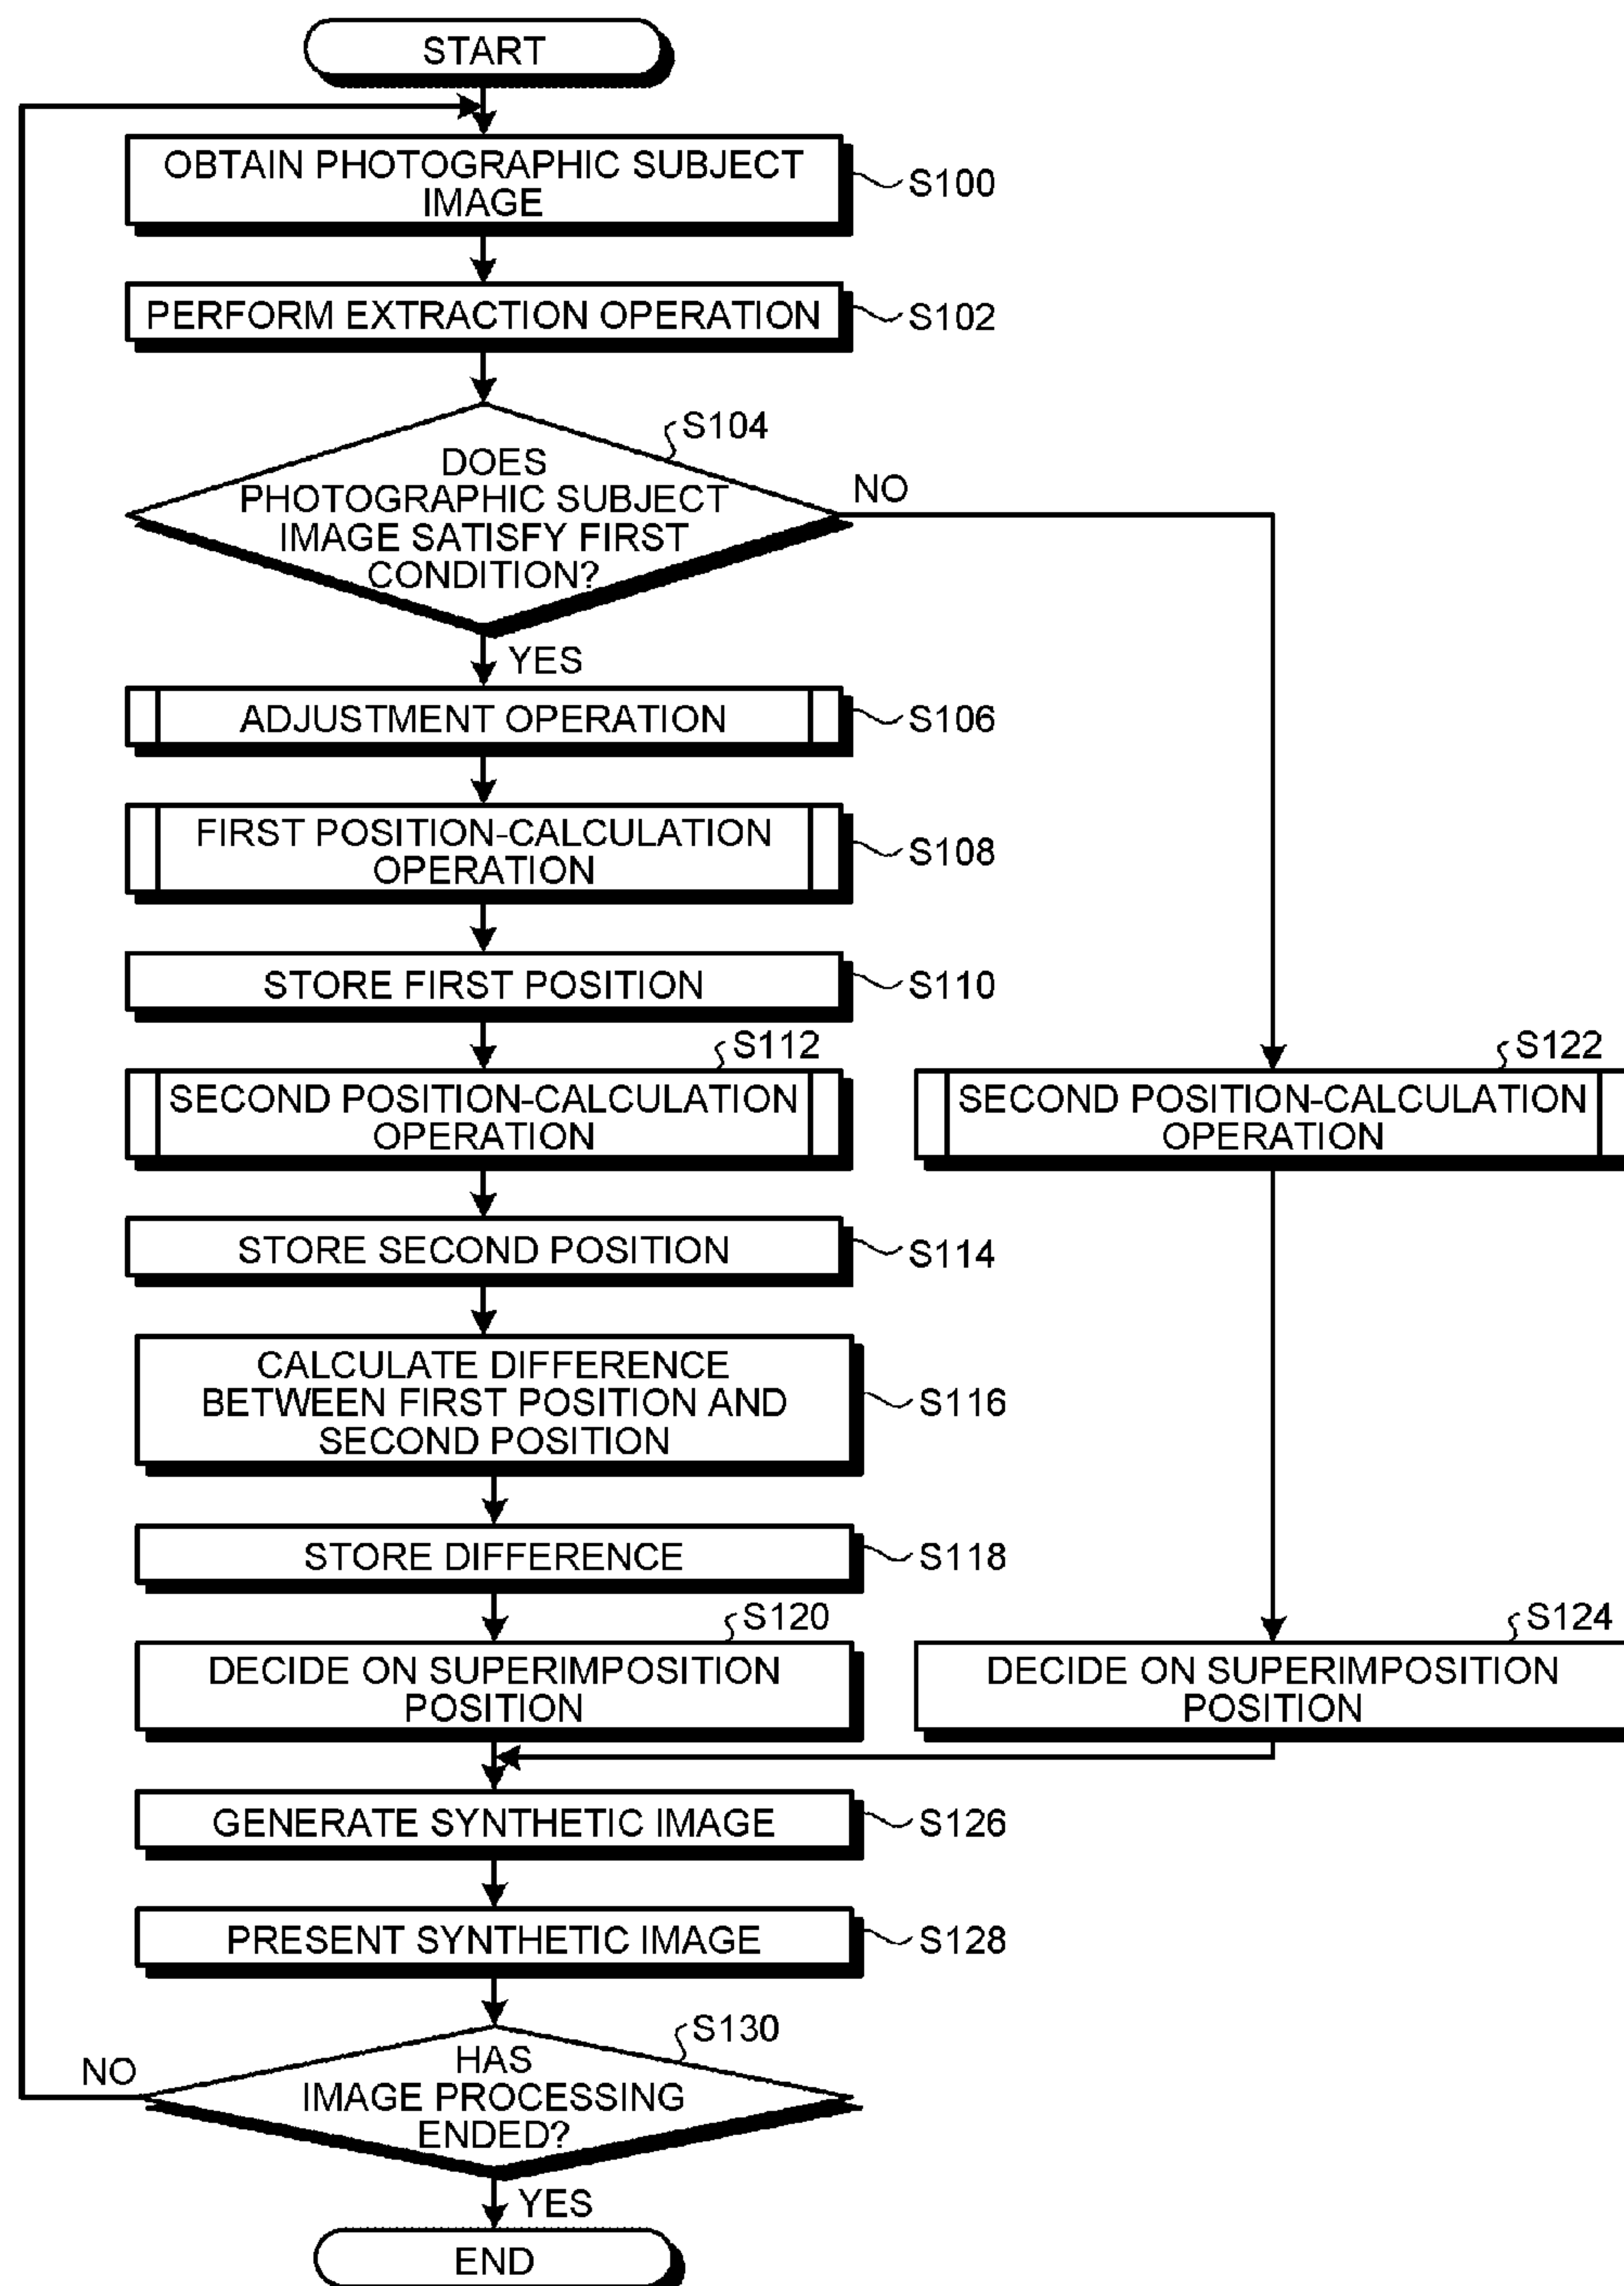 START
OBTAIN PHOTOGRAPHIC SUBJECT
IMAGE
S100
PERFORM EXTRACTION OPERATION
S102
S104
DOES
PHOTOGRAPHIC SUBJECT
IMAGE SATISFY FIRST
CONDITION?
NO
YES
ADJUSTMENT OPERATION
S106
FIRST POSITION-CALCULATION
OPERATION
S108
STORE FIRST POSITION
S110
S112
SECOND POSITION-CALCULATION
OPERATION
S122
SECOND POSITION-CALCULATION
OPERATION
STORE SECOND POSITION
S114
CALCULATE DIFFERENCE
BETWEEN FIRST POSITION AND
SECOND POSITION
S116
STORE DIFFERENCE
S118
S120
DECIDE ON SUPERIMPOSITION
POSITION
S124
DECIDE ON SUPERIMPOSITION
POSITION
GENERATE SYNTHETIC IMAGE
S126
PRESENT SYNTHETIC IMAGE
S128
S130
HAS
IMAGE PROCESSING
ENDED?
NO
YES
END